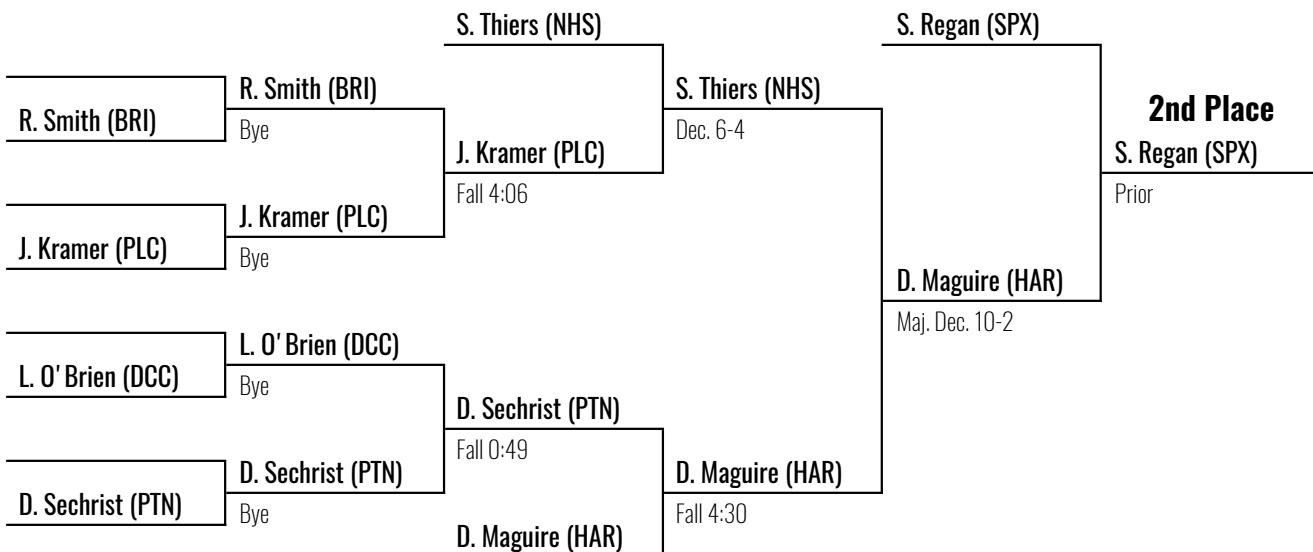 S. Thiers (NHS)
S. Regan (SPX)
R. Smith (BRI)
S. Thiers (NHS)
2nd Place
R. Smith (BRI)
Bye
Dec. 6-4
J. Kramer (PLC)
S. Regan (SPX)
Fall 4:06
Prior
J. Kramer (PLC)
J. Kramer (PLC)
Bye
D. Maguire (HAR)
Maj. Dec. 10-2
L. O'Brien (DCC)
L. O'Brien (DCC)
Bye
D. Sechrist (PTN)
Fall 0:49
D. Sechrist (PTN)
D. Maguire (HAR)
D. Sechrist (PTN)
Bye
Fall 4:30
D. Maguire (HAR)